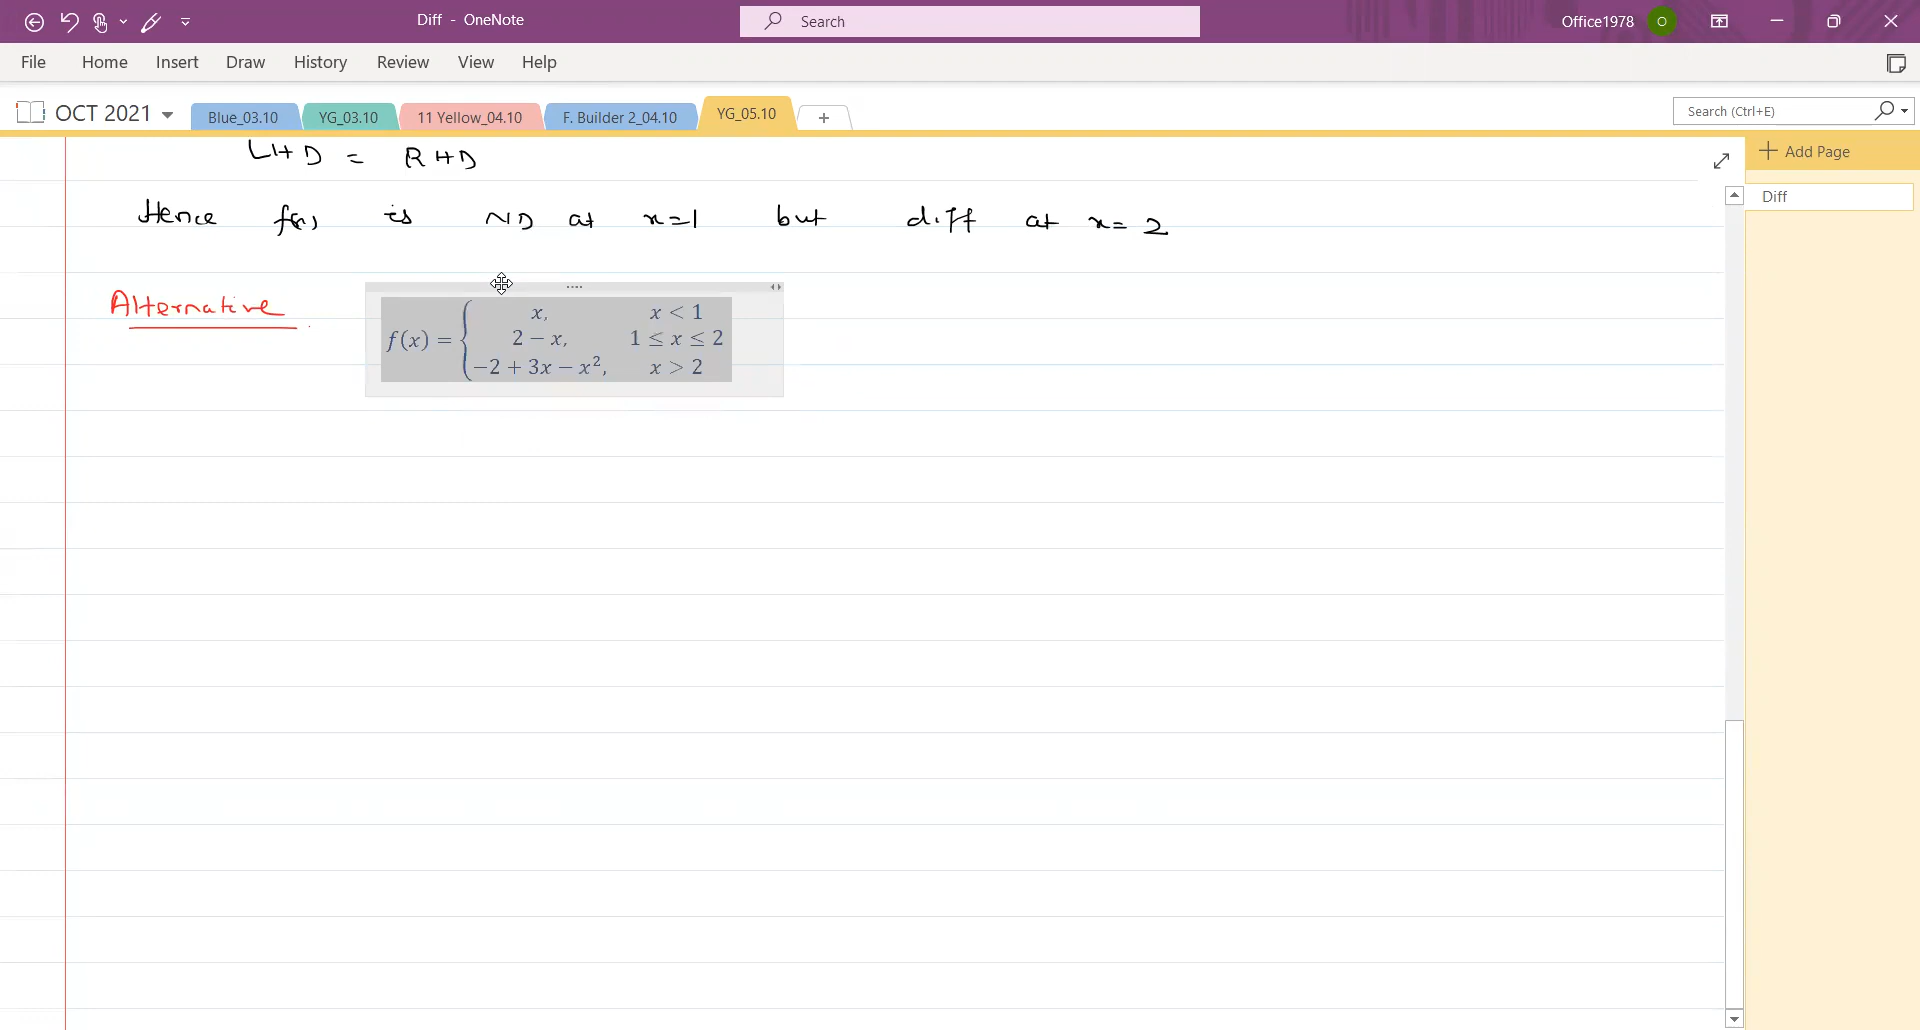 Diff - OneNote
Search
Office1978
O
File Home Insert Draw History Review View Help
OCT 2021
Blue_03.10
YG_03.10
11 Yellow_04.10
F. Builder 2_04.10
YG_05.10
+
Search (Ctrl+E)
Add Page
Diff
LHD = RHD
Hence f(x) is ND at x=1 but diff at x=2
Alternative
f(x) = { x, x < 1
2 − x, 1 ≤ x ≤ 2
−2 + 3x − x², x > 2